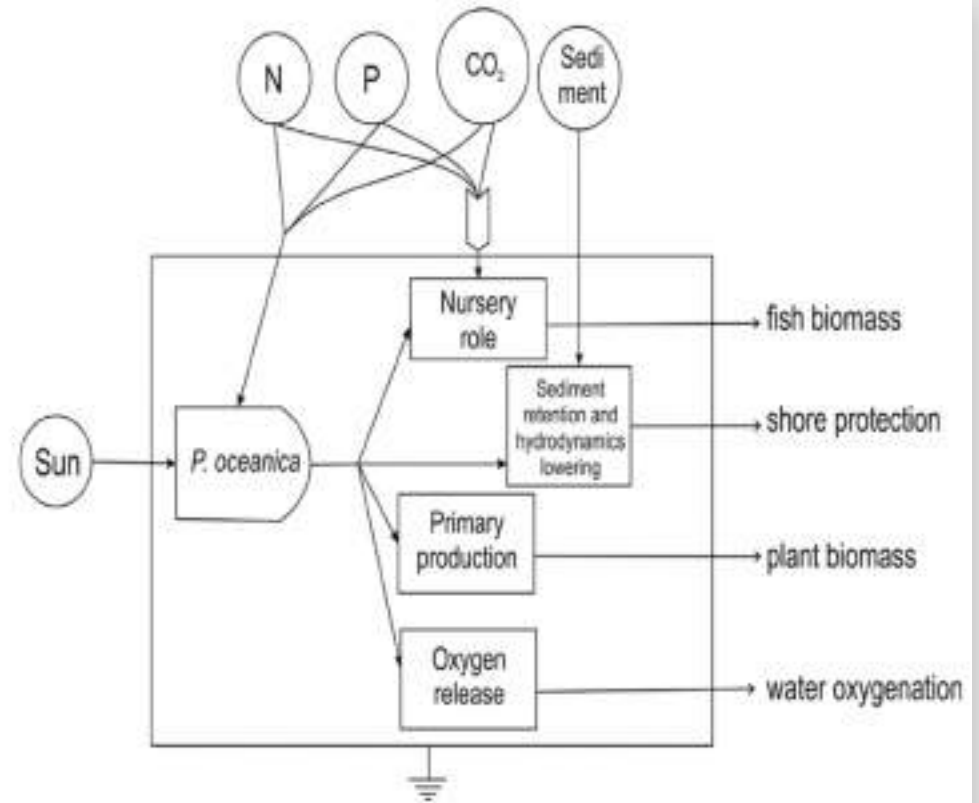 N
P
CO₂
Sedi
ment
Nursery
role
fish biomass
Sediment
retention and
hydrodynamics
lowering
shore protection
Sun
P. oceanica
Primary
production
plant biomass
Oxygen
release
water oxygenation